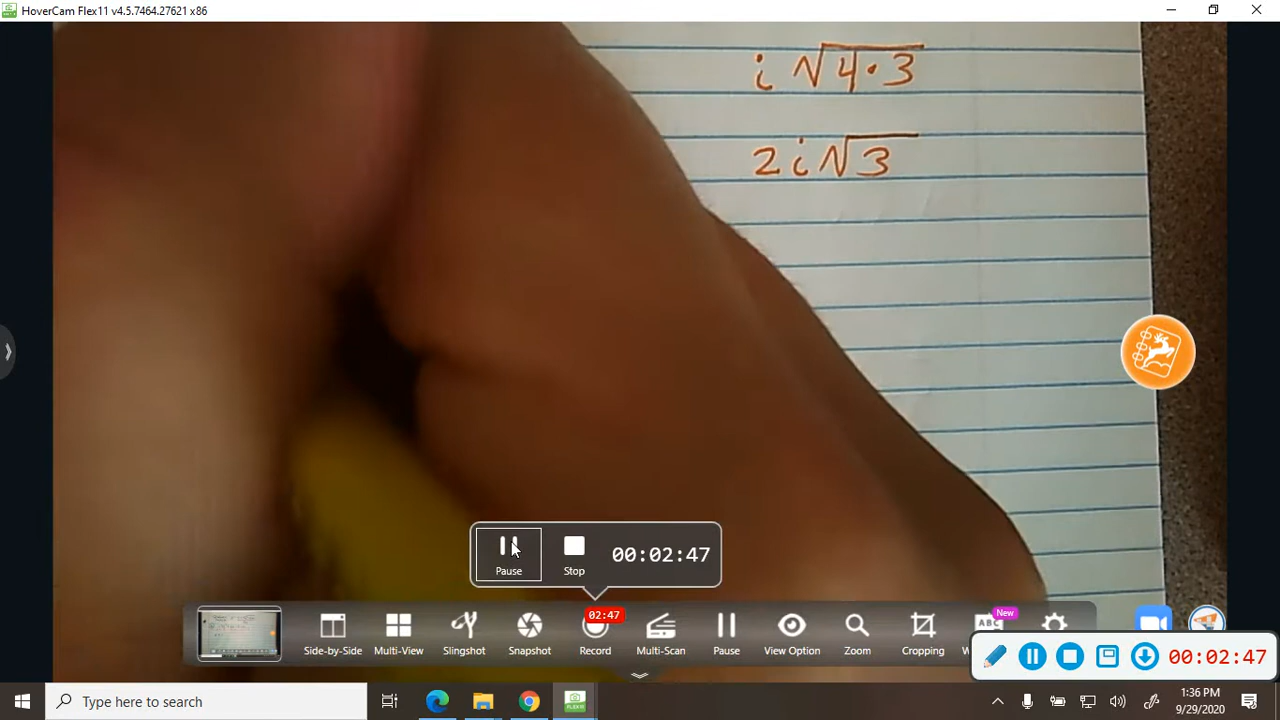 HoverCam Flex11 v4.5.7464.27621 x86
i √4·3
2i√3
Pause
Stop
00:02:47
02:47
New
ABC
Side-by-Side
Multi-View
Slingshot
Snapshot
Record
Multi-Scan
Pause
View Option
Zoom
Cropping
W
00:02:47
Type here to search
FLEX11
1:36 PM
9/29/2020